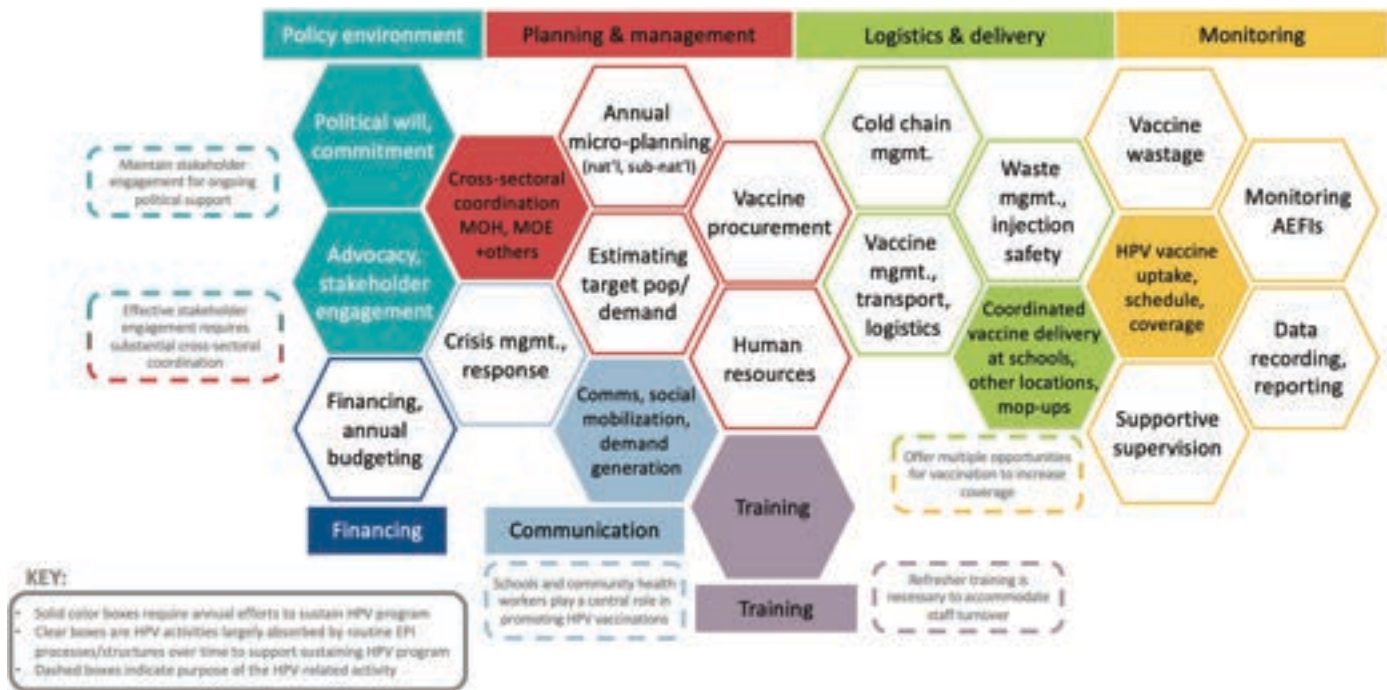 Policy environment
Planning & management
Logistics & delivery
Monitoring
Political will,
commitment
Maintain stakeholder
engagement for ongoing
political support
Advocacy,
stakeholder
engagement
Effective stakeholder
engagement requires
substantial cross-sectoral
coordination
Financing,
annual
budgeting
Financing
Cross-sectoral
coordination
MOH, MOE
+others
Crisis mgmt.,
response
Annual
micro-planning
(nat'l, sub-nat'l)
Estimating
target pop/
demand
Comms, social
mobilization,
demand
generation
Communication
Schools and community health
workers play a central role in
promoting HPV vaccinations
Vaccine
procurement
Human
resources
Training
Training
Refresher training is
necessary to accommodate
staff turnover
Cold chain
mgmt.
Vaccine
mgmt.,
transport,
logistics
Waste
mgmt.,
injection
safety
Coordinated
vaccine delivery
at schools,
other locations,
mop-ups
Offer multiple opportunities
for vaccination to increase
coverage
Vaccine
wastage
HPV vaccine
uptake,
schedule,
coverage
Supportive
supervision
Monitoring
AEFIs
Data
recording,
reporting
KEY:
- Solid color boxes require annual efforts to sustain HPV program
- Clear boxes are HPV activities largely absorbed by routine EPI
processes/structures over time to support sustaining HPV program
- Dashed boxes indicate purpose of the HPV-related activity